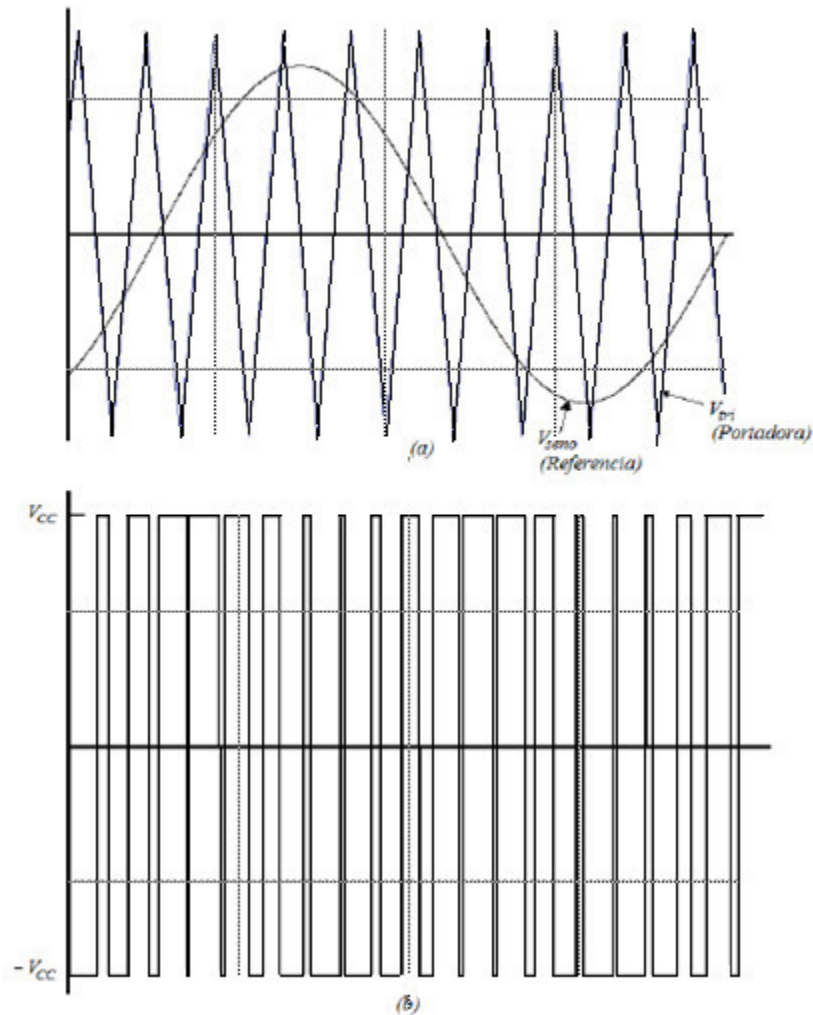 V_tri
(Portadora)
V_seno
(Referencia)
(a)
V_CC
- V_CC
(b)